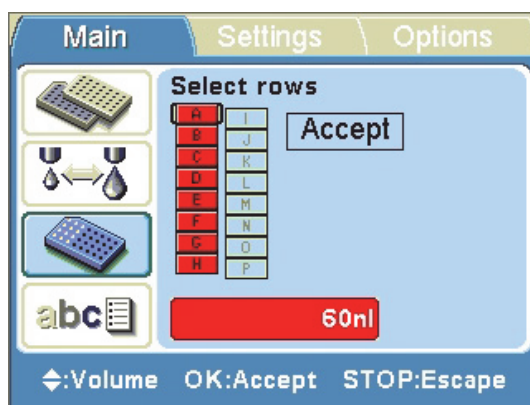 Main Settings Options
Select rows
A I
B J
C K
D L
E M
F N
G O
H P
Accept
60nl
abc
:Volume OK:Accept STOP:Escape